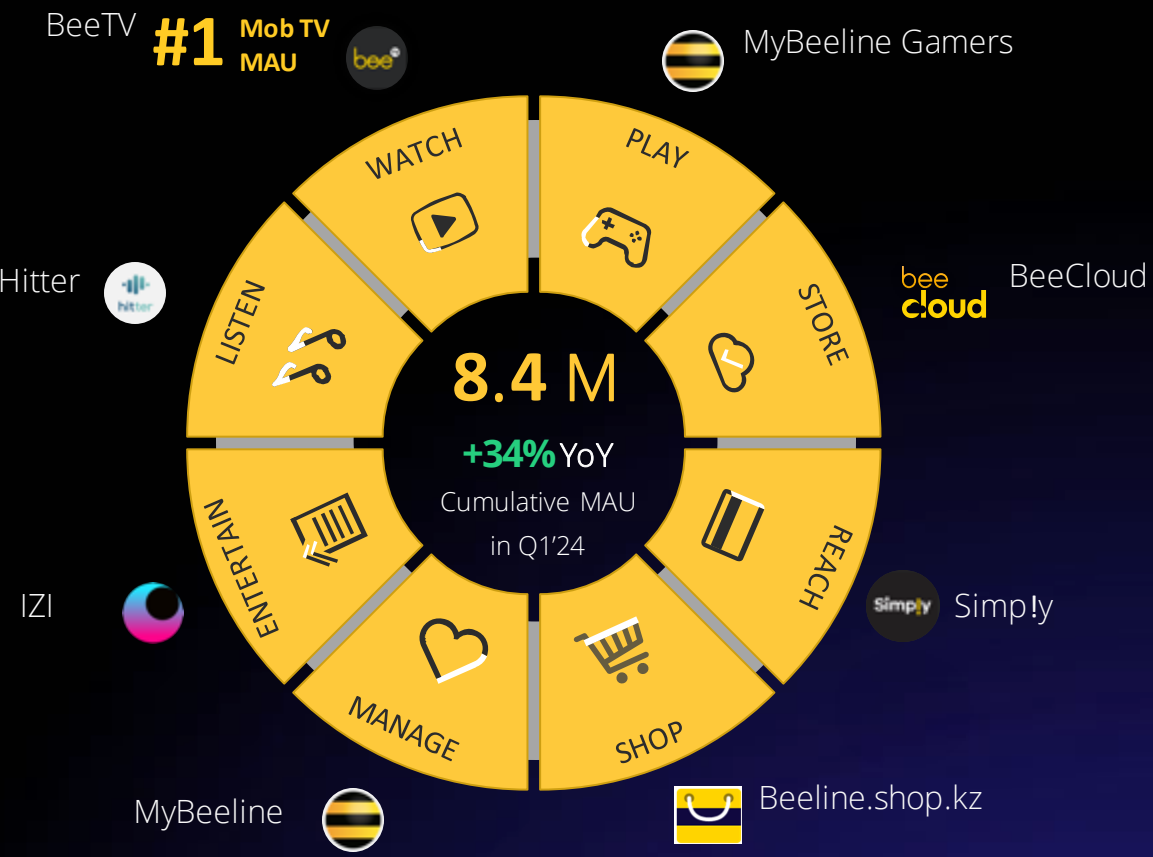 BeeTV
#1 Mob TV
MAU
bee
MyBeeline Gamers
WATCH
PLAY
Hitter
hitter
LISTEN
STORE
bee
cloud
BeeCloud
8.4 M
+34% YoY
Cumulative MAU
in Q1'24
ENTERTAIN
REACH
IZI
Simp!y
Simp!y
MANAGE
SHOP
MyBeeline
Beeline.shop.kz